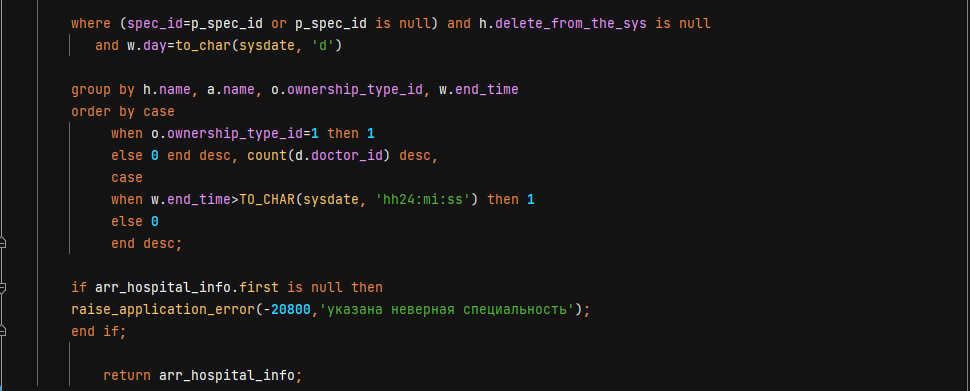 where (spec_id=p_spec_id or p_spec_id is null) and h.delete_from_the_sys is null
and w.day=to_char(sysdate, 'd')
group by h.name, a.name, o.ownership_type_id, w.end_time
order by case
when o.ownership_type_id=1 then 1
else 0 end desc, count(d.doctor_id) desc,
case
when w.end_time>TO_CHAR(sysdate, 'hh24:mi:ss') then 1
else 0
end desc;
if arr_hospital_info.first is null then
raise_application_error(-20800,'указана неверная специальность');
end if;
return arr_hospital_info;